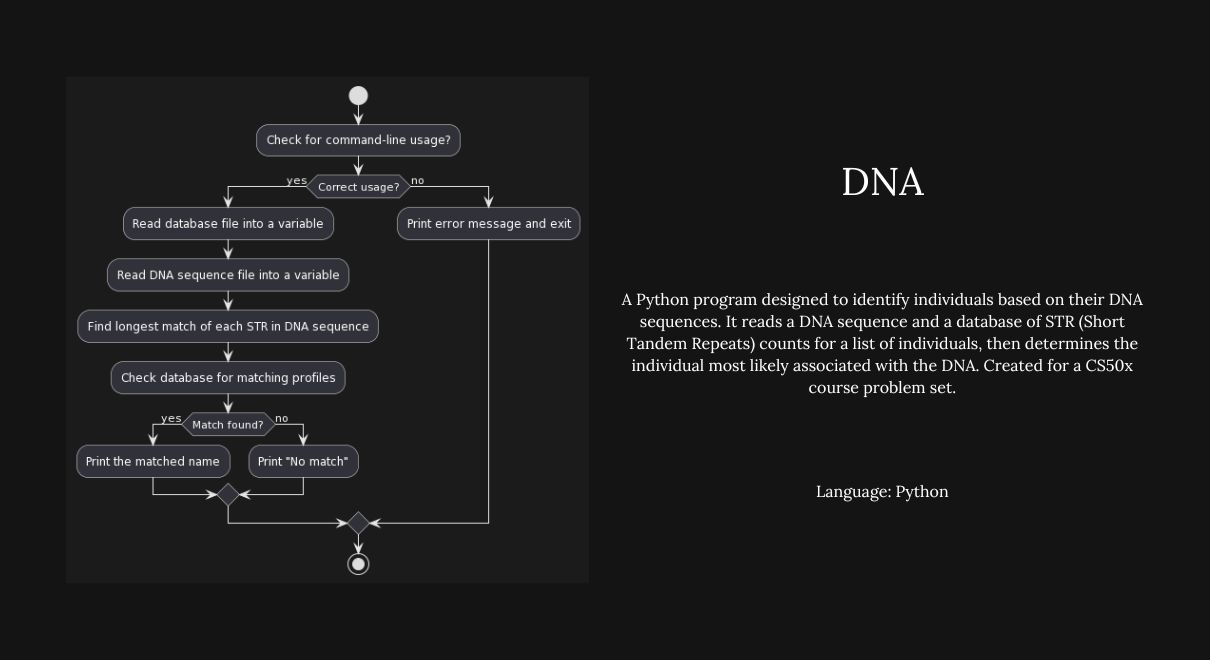 Check for command-line usage?
yes
Correct usage?
no
Read database file into a variable
Print error message and exit
Read DNA sequence file into a variable
Find longest match of each STR in DNA sequence
Check database for matching profiles
yes
Match found?
no
Print the matched name
Print "No match"
DNA
A Python program designed to identify individuals based on their DNA
sequences. It reads a DNA sequence and a database of STR (Short
Tandem Repeats) counts for a list of individuals, then determines the
individual most likely associated with the DNA. Created for a CS50x
course problem set.
Language: Python